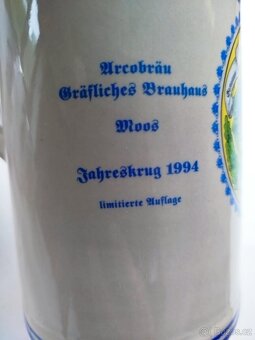 Arcobräu
Gräfliches Brauhaus
Moos
Jahreskrug 1994
limitierte Auflage